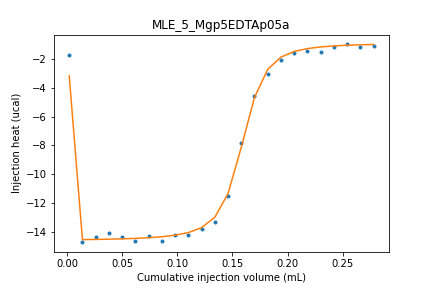 MLE_5_Mgp5EDTAp05a
Injection heat (ucal)
−2
−4
−6
−8
−10
−12
−14
0.00 0.05 0.10 0.15 0.20 0.25
Cumulative injection volume (mL)